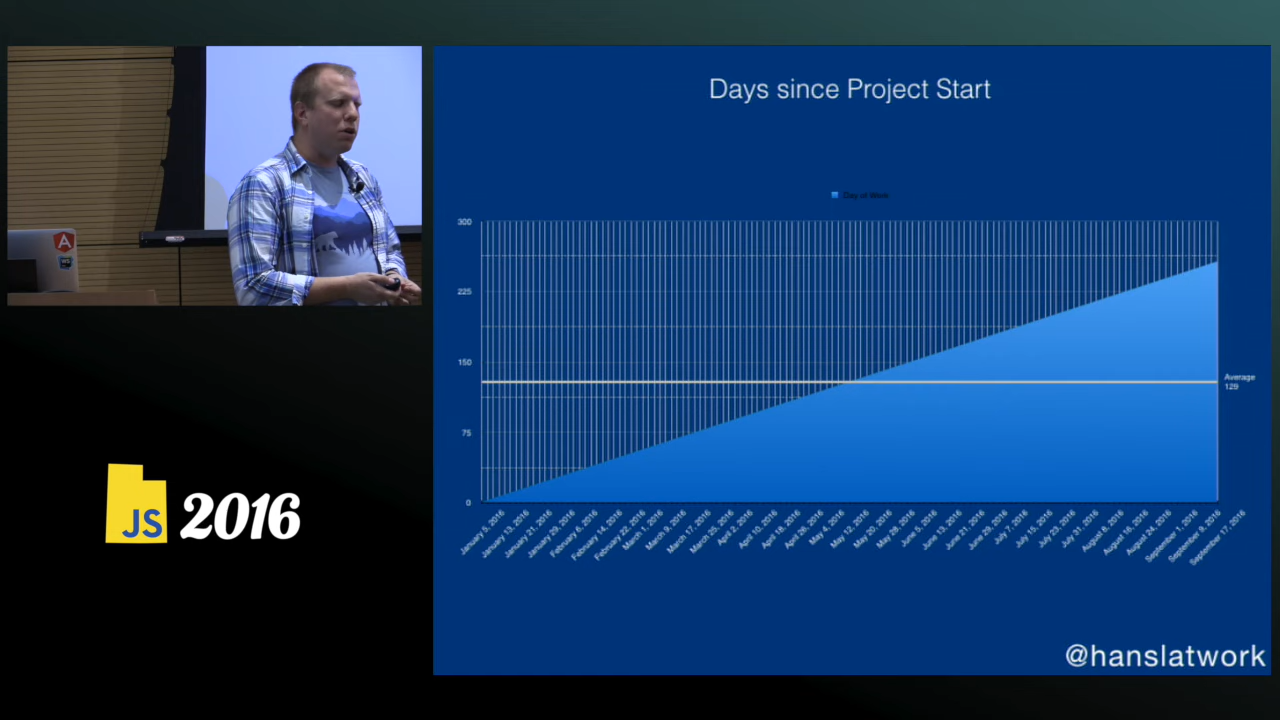 Days since Project Start
Day of Work
300
225
150
75
0
Average
129
January 5, 2016
January 13, 2016
January 21, 2016
January 29, 2016
February 6, 2016
February 14, 2016
February 22, 2016
March 1, 2016
March 9, 2016
March 17, 2016
March 25, 2016
April 2, 2016
April 10, 2016
April 18, 2016
April 26, 2016
May 4, 2016
May 12, 2016
May 20, 2016
May 28, 2016
June 5, 2016
June 13, 2016
June 21, 2016
June 29, 2016
July 7, 2016
July 15, 2016
July 23, 2016
July 31, 2016
August 8, 2016
August 16, 2016
August 24, 2016
September 1, 2016
September 9, 2016
September 17, 2016
JS 2016
@hanslatwork